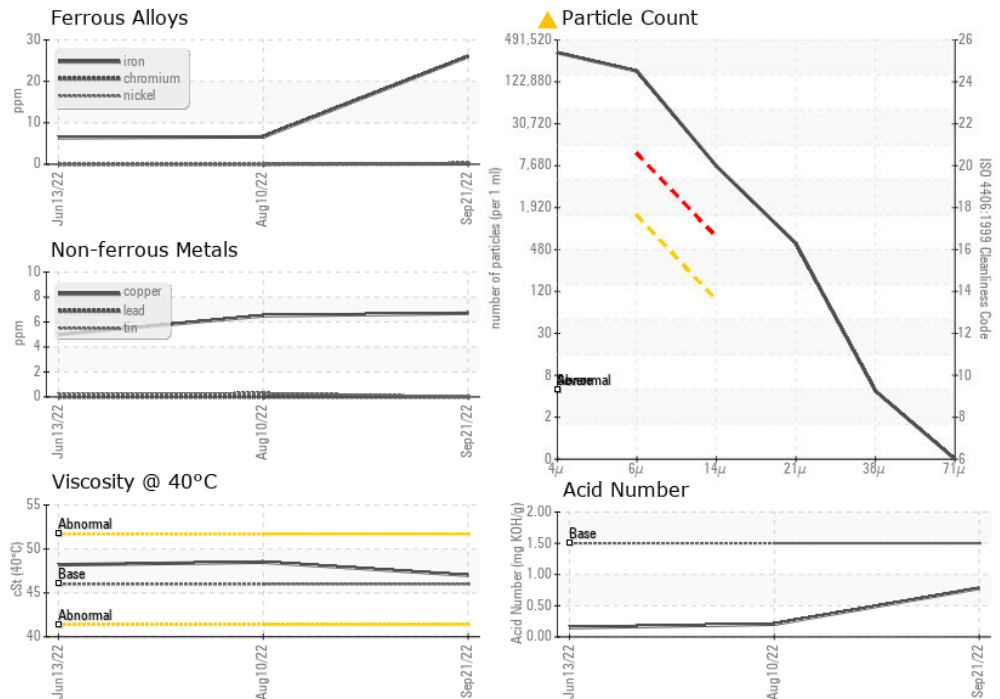 Ferrous Alloys
30
20
10
0
ppm
iron
chromium
nickel
Jun13/22
Aug10/22
Sep21/22
Non-ferrous Metals
10
8
6
4
2
0
ppm
copper
lead
tin
Jun13/22
Aug10/22
Sep21/22
Viscosity @ 40°C
55
50
45
40
cSt (40°C)
Abnormal
Base
Abnormal
Jun13/22
Aug10/22
Sep21/22
Particle Count
491,520
122,880
30,720
7,680
1,920
480
120
30
8
2
0
number of particles (per 1 ml)
26
24
22
20
18
16
14
12
10
8
6
ISO 4406:1999 Cleanliness Code
Abnormal
4µ
6µ
14µ
21µ
38µ
71µ
Acid Number
2.00
1.50
1.00
0.50
0.00
Acid Number (mg KOH/g)
Base
Jun13/22
Aug10/22
Sep21/22